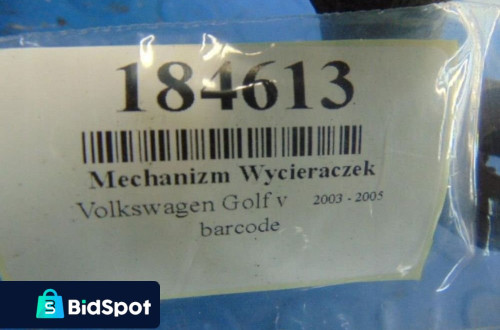 184613
Mechanizm Wycieraczek
Volkswagen Golf v 2003 - 2005
barcode
S BidSpot